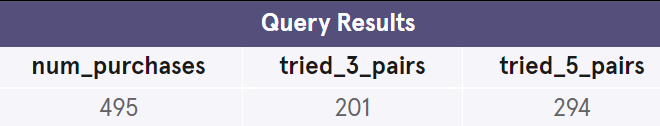 Query Results
num_purchases tried_3_pairs tried_5_pairs
495 201 294